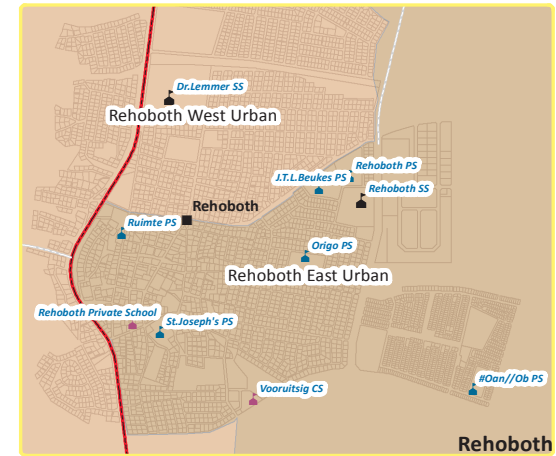 Dr.Lemmer SS
Rehoboth West Urban
Rehoboth PS
J.T.L.Beukes PS
Rehoboth SS
Rehoboth
Ruimte PS
Origo PS
Rehoboth East Urban
Rehoboth Private School
St.Joseph's PS
#Oan//Ob PS
Vooruitsig CS
Rehoboth